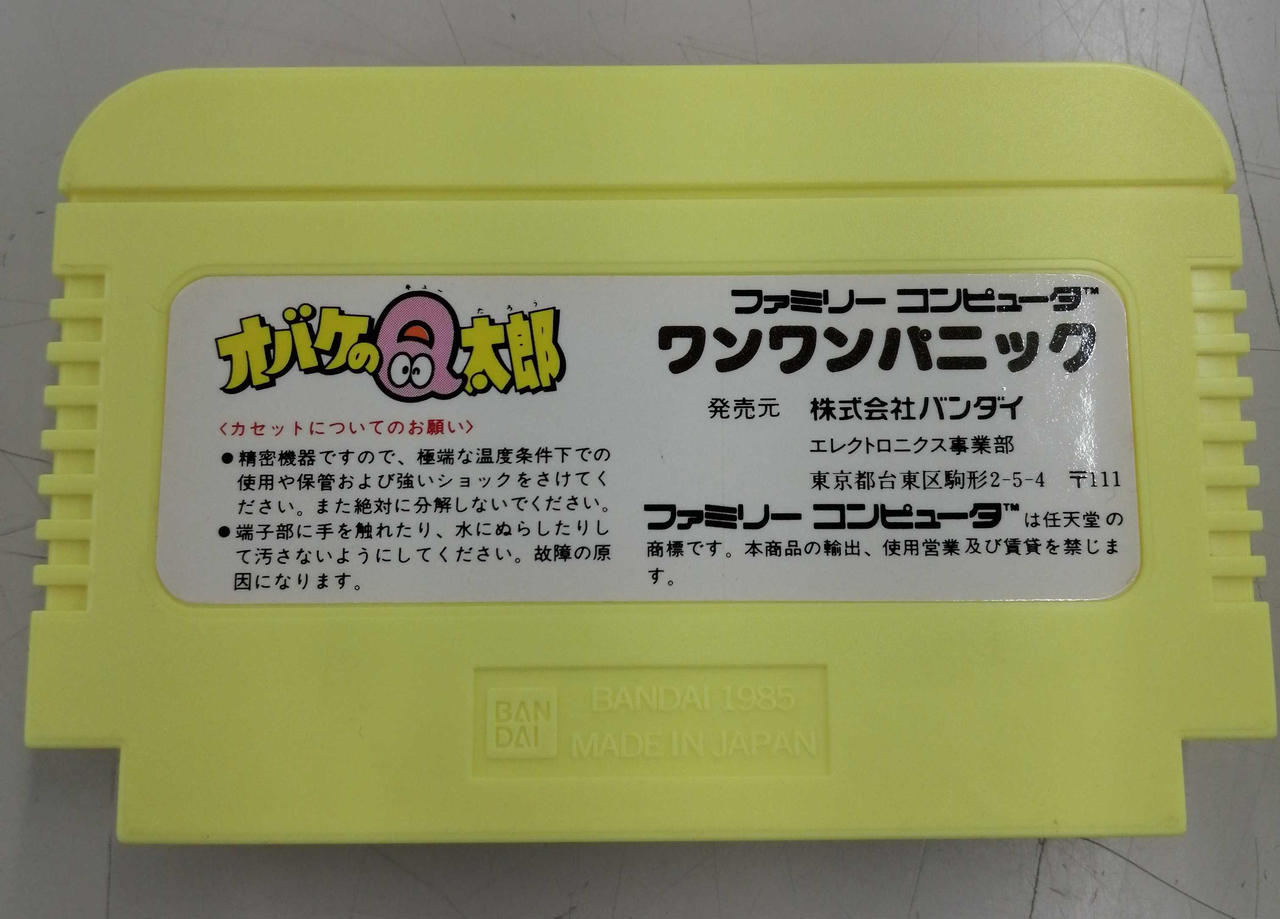 オバケのQ太郎
キュー
たろう
<カセットについてのお願い>
●精密機器ですので、極端な温度条件下での
使用や保管および強いショックをさけてく
ださい。また絶対に分解しないでください。
●端子部に手を触れたり、水にぬらしたりし
て汚さないようにしてください。故障の原
因になります。
ファミリー コンピュータ™
ワンワンパニック
発売元 株式会社バンダイ
エレクトロニクス事業部
東京都台東区駒形2-5-4 〒111
ファミリー コンピュータ™は任天堂の
商標です。本商品の輸出、使用営業及び賃貸を禁じま
す。
BAN
DAI
BANDAI 1985
MADE IN JAPAN